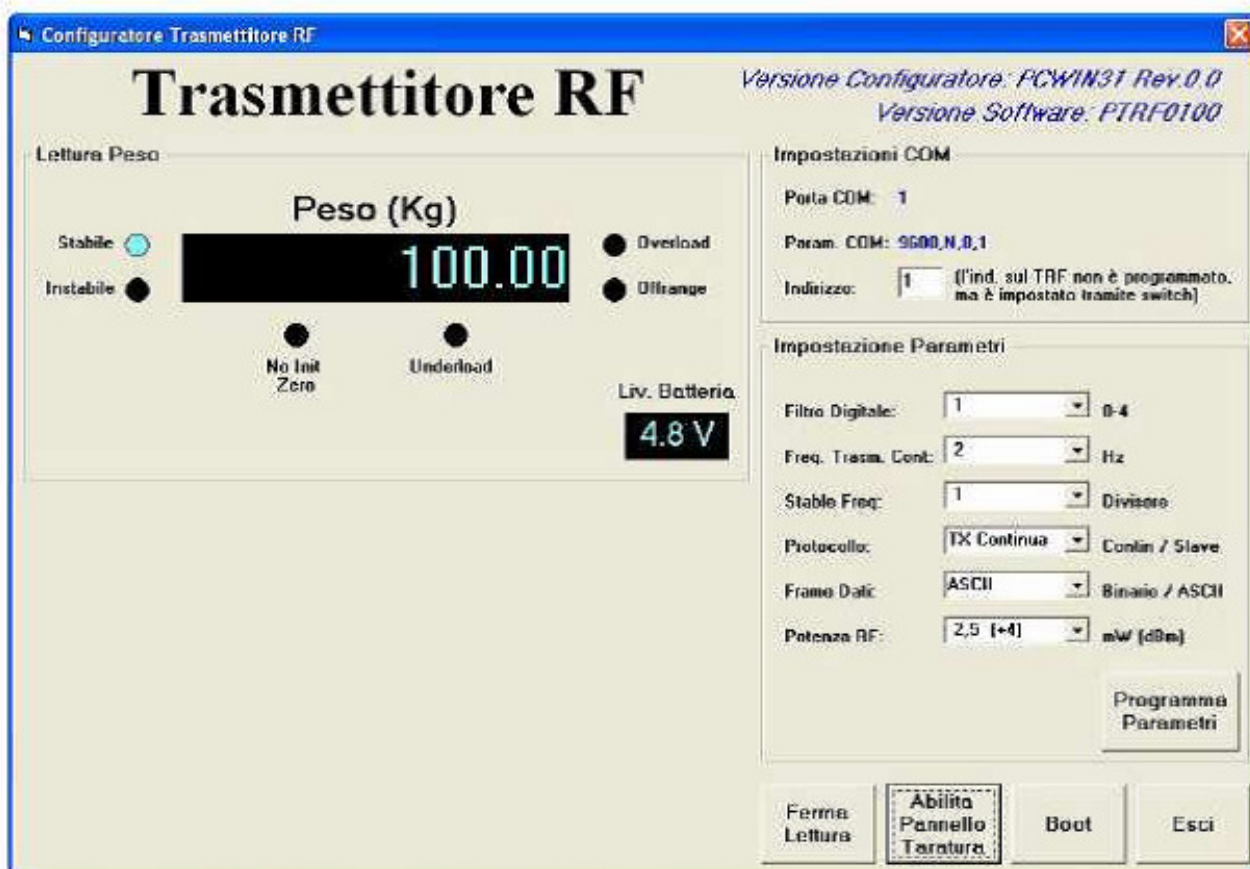 Configuratore Trasmettitore RF
Trasmettitore RF
Versione Configuratore: PCWIN31 Rev.0.0
Versione Software: PTRF0100
Lettura Peso
Peso (Kg)
Stabile
100.00
Overload
Instabile
Offrange
No Init
Zero
Underload
Liv. Batteria
4.8 V
Impostazioni COM
Porta COM: 1
Param. COM: 9600,N,8,1
Indirizzo: 1 (l'ind. sul TRF non è programmato,
ma è impostato tramite switch)
Impostazione Parametri
Filtro Digitale: 1 0-4
Freq. Trasm. Cont: 2 Hz
Stable Freq: 1 Divisore
Protocollo: TX Continua Contin / Slave
Frame Dati: ASCII Binario / ASCII
Potenza RF: 2,5 (+4) mW (dBm)
Programma
Parametri
Ferma
Lettura
Abilita
Pannello
Taratura
Boot
Esci